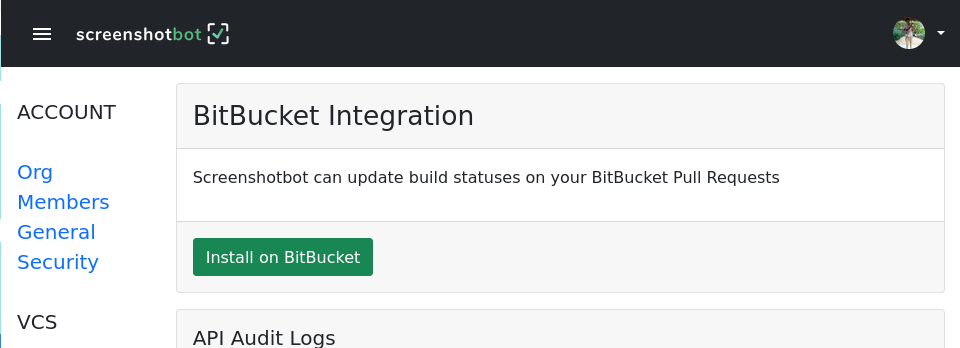 screenshotbot
ACCOUNT
Org
Members
General
Security
VCS
BitBucket Integration
Screenshotbot can update build statuses on your BitBucket Pull Requests
Install on BitBucket
API Audit Logs